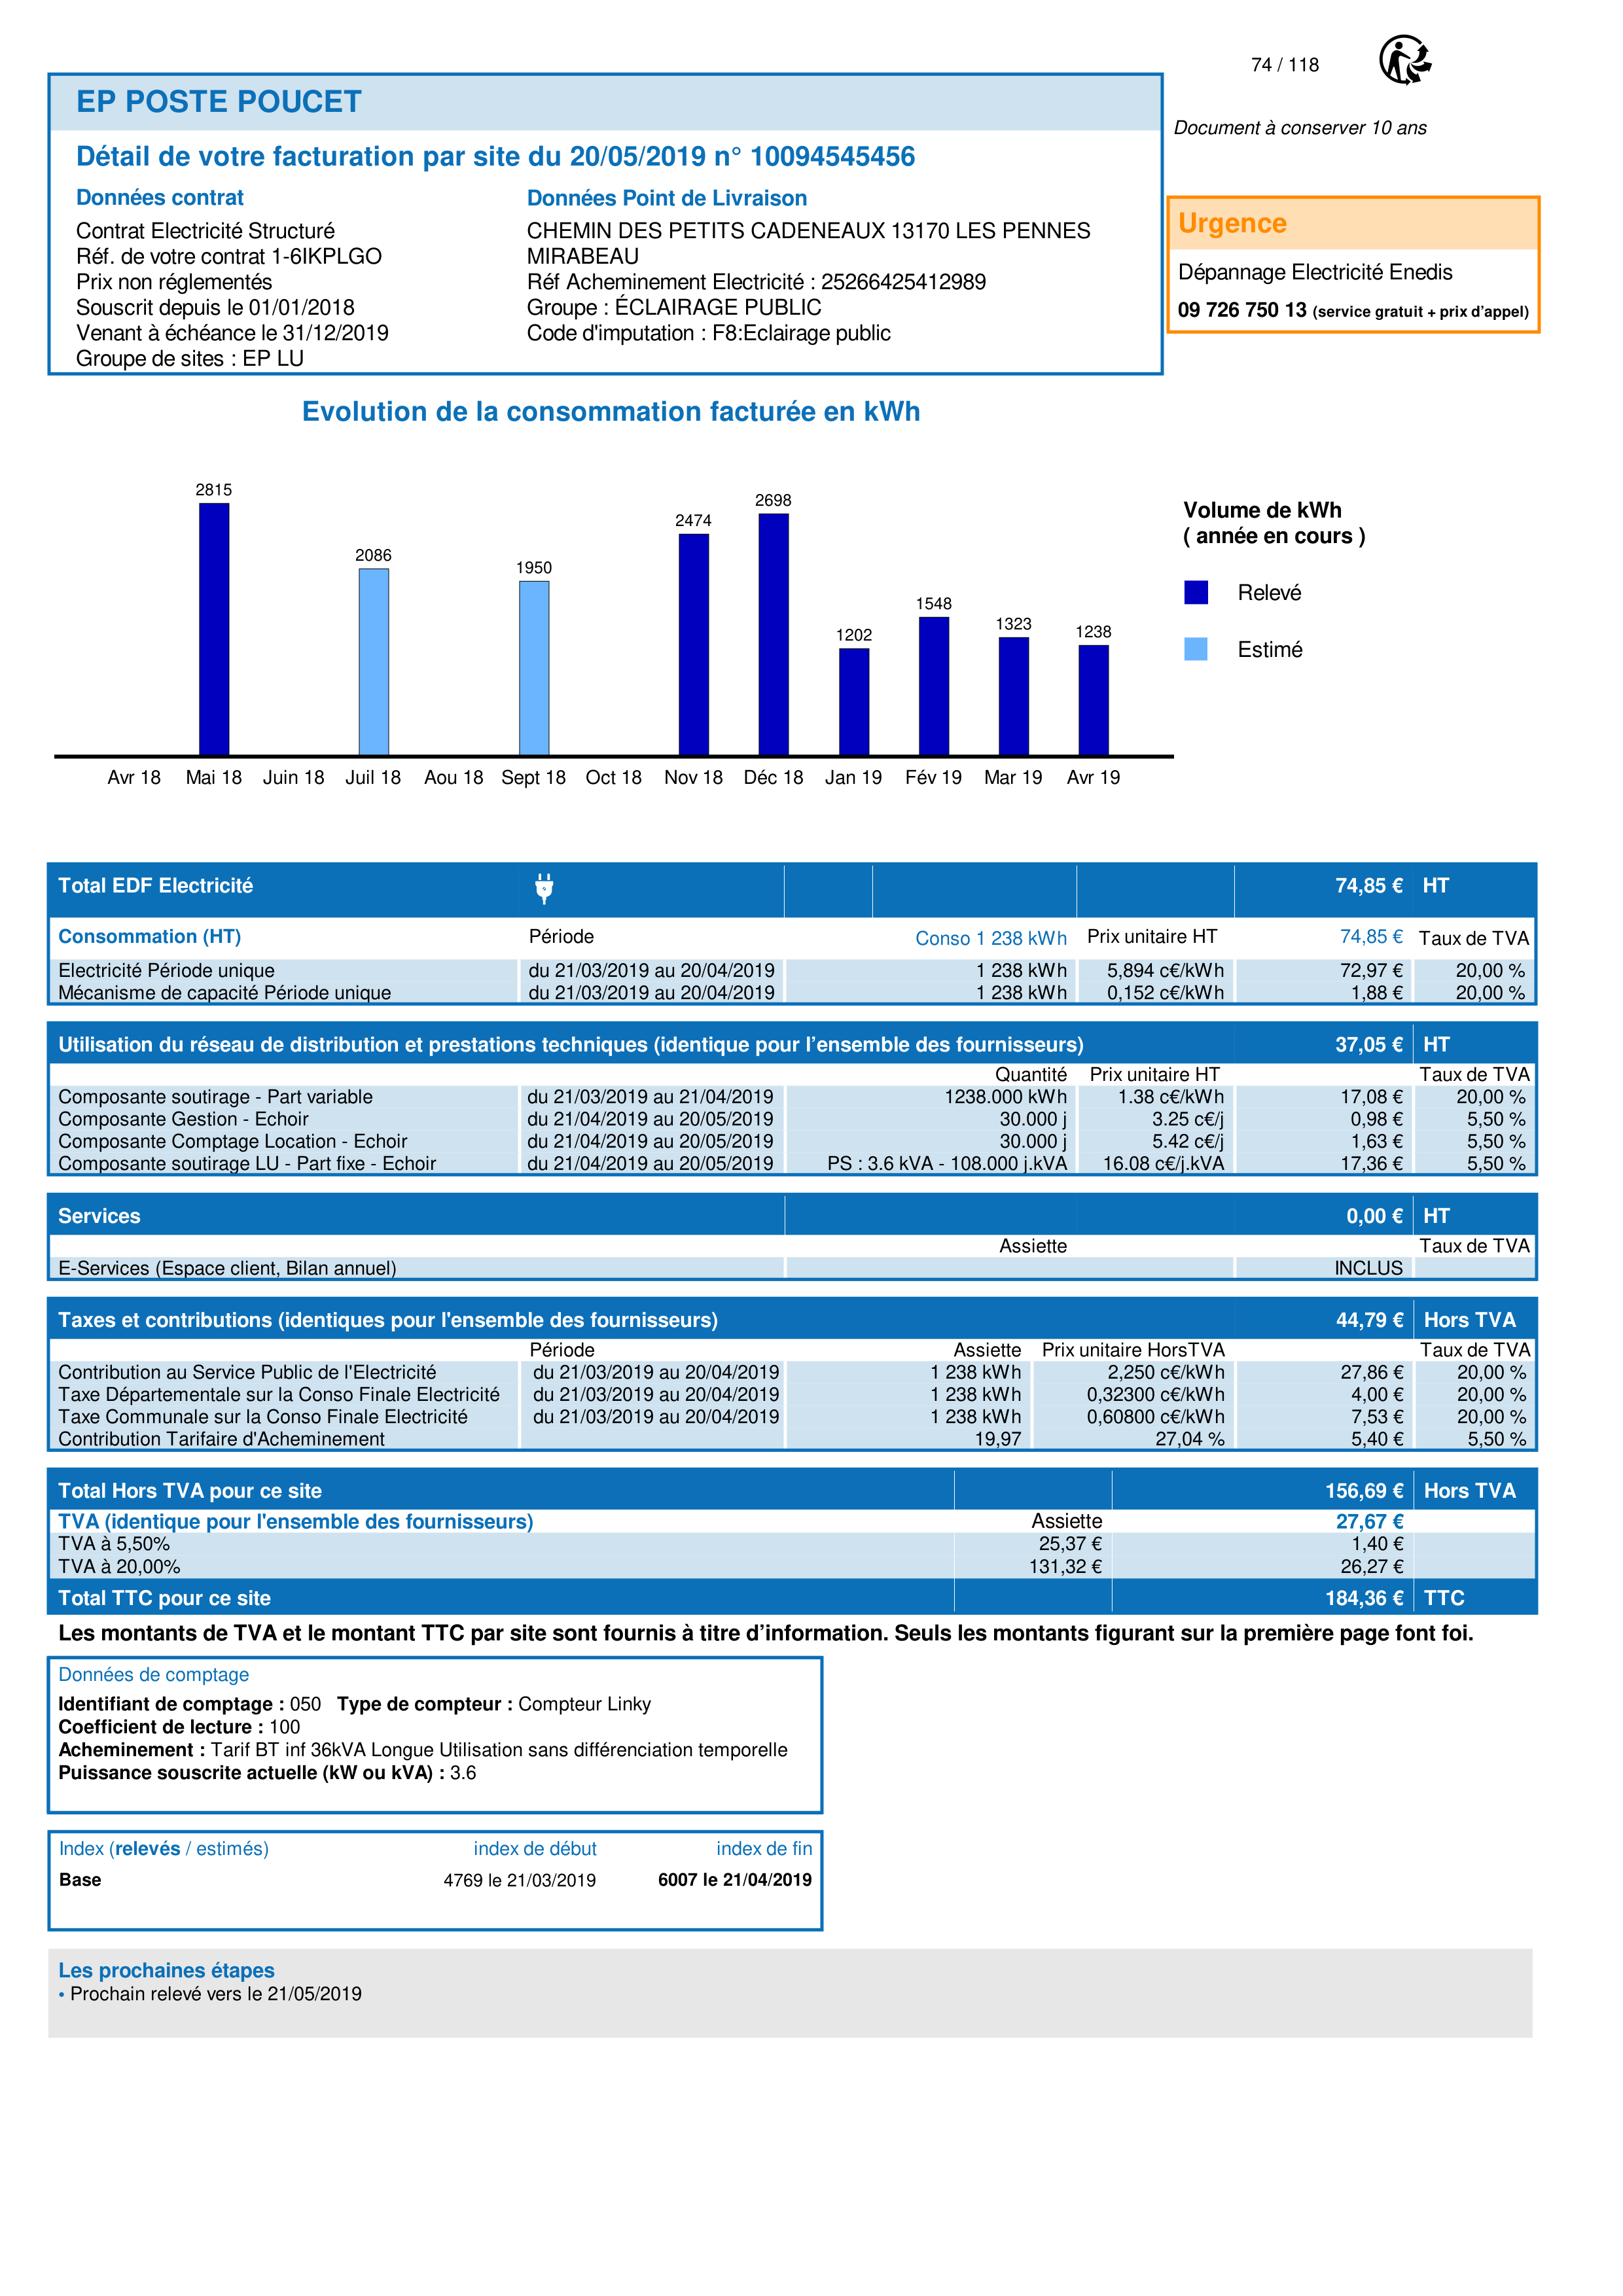 74 / 118
EP POSTE POUCET
Document à conserver 10 ans
Détail de votre facturation par site du 20/05/2019 n° 10094545456
Données contrat
Contrat Electricité Structuré
Réf. de votre contrat 1-6IKPLGO
Prix non réglementés
Souscrit depuis le 01/01/2018
Venant à échéance le 31/12/2019
Groupe de sites : EP LU
Données Point de Livraison
CHEMIN DES PETITS CADENEAUX 13170 LES PENNES
MIRABEAU
Réf Acheminement Electricité : 25266425412989
Groupe : ÉCLAIRAGE PUBLIC
Code d'imputation : F8:Eclairage public
Urgence
Dépannage Electricité Enedis
09 726 750 13 (service gratuit + prix d’appel)
Evolution de la consommation facturée en kWh
2815
2086
1950
2474
2698
1202
1548
1323
1238
Avr 18 Mai 18 Juin 18 Juil 18 Aou 18 Sept 18 Oct 18 Nov 18 Déc 18 Jan 19 Fév 19 Mar 19 Avr 19
Volume de kWh
( année en cours )
Relevé
Estimé
Total EDF Electricité 74,85 € HT
Consommation (HT) Période Conso 1 238 kWh Prix unitaire HT 74,85 € Taux de TVA
Electricité Période unique du 21/03/2019 au 20/04/2019 1 238 kWh 5,894 c€/kWh 72,97 € 20,00 %
Mécanisme de capacité Période unique du 21/03/2019 au 20/04/2019 1 238 kWh 0,152 c€/kWh 1,88 € 20,00 %
Utilisation du réseau de distribution et prestations techniques (identique pour l’ensemble des fournisseurs) 37,05 € HT
Quantité Prix unitaire HT Taux de TVA
Composante soutirage - Part variable du 21/03/2019 au 21/04/2019 1238.000 kWh 1.38 c€/kWh 17,08 € 20,00 %
Composante Gestion - Echoir du 21/04/2019 au 20/05/2019 30.000 j 3.25 c€/j 0,98 € 5,50 %
Composante Comptage Location - Echoir du 21/04/2019 au 20/05/2019 30.000 j 5.42 c€/j 1,63 € 5,50 %
Composante soutirage LU - Part fixe - Echoir du 21/04/2019 au 20/05/2019 PS : 3.6 kVA - 108.000 j.kVA 16.08 c€/j.kVA 17,36 € 5,50 %
Services 0,00 € HT
Assiette Taux de TVA
E-Services (Espace client, Bilan annuel) INCLUS
Taxes et contributions (identiques pour l'ensemble des fournisseurs) 44,79 € Hors TVA
Période Assiette Prix unitaire HorsTVA Taux de TVA
Contribution au Service Public de l'Electricité du 21/03/2019 au 20/04/2019 1 238 kWh 2,250 c€/kWh 27,86 € 20,00 %
Taxe Départementale sur la Conso Finale Electricité du 21/03/2019 au 20/04/2019 1 238 kWh 0,32300 c€/kWh 4,00 € 20,00 %
Taxe Communale sur la Conso Finale Electricité du 21/03/2019 au 20/04/2019 1 238 kWh 0,60800 c€/kWh 7,53 € 20,00 %
Contribution Tarifaire d'Acheminement 19,97 27,04 % 5,40 € 5,50 %
Total Hors TVA pour ce site 156,69 € Hors TVA
TVA (identique pour l'ensemble des fournisseurs) Assiette 27,67 €
TVA à 5,50% 25,37 € 1,40 €
TVA à 20,00% 131,32 € 26,27 €
Total TTC pour ce site 184,36 € TTC
Les montants de TVA et le montant TTC par site sont fournis à titre d’information. Seuls les montants figurant sur la première page font foi.
Données de comptage
Identifiant de comptage : 050 Type de compteur : Compteur Linky
Coefficient de lecture : 100
Acheminement : Tarif BT inf 36kVA Longue Utilisation sans différenciation temporelle
Puissance souscrite actuelle (kW ou kVA) : 3.6
Index (relevés / estimés) index de début index de fin
Base 4769 le 21/03/2019 6007 le 21/04/2019
Les prochaines étapes
• Prochain relevé vers le 21/05/2019